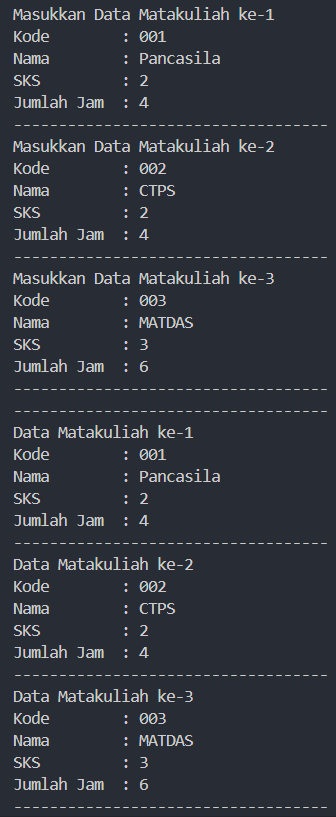 Masukkan Data Matakuliah ke-1
Kode        : 001
Nama        : Pancasila
SKS         : 2
Jumlah Jam  : 4
-----------------------------------
Masukkan Data Matakuliah ke-2
Kode        : 002
Nama        : CTPS
SKS         : 2
Jumlah Jam  : 4
-----------------------------------
Masukkan Data Matakuliah ke-3
Kode        : 003
Nama        : MATDAS
SKS         : 3
Jumlah Jam  : 6
-----------------------------------
-----------------------------------
Data Matakuliah ke-1
Kode        : 001
Nama        : Pancasila
SKS         : 2
Jumlah Jam  : 4
-----------------------------------
Data Matakuliah ke-2
Kode        : 002
Nama        : CTPS
SKS         : 2
Jumlah Jam  : 4
-----------------------------------
Data Matakuliah ke-3
Kode        : 003
Nama        : MATDAS
SKS         : 3
Jumlah Jam  : 6
-----------------------------------